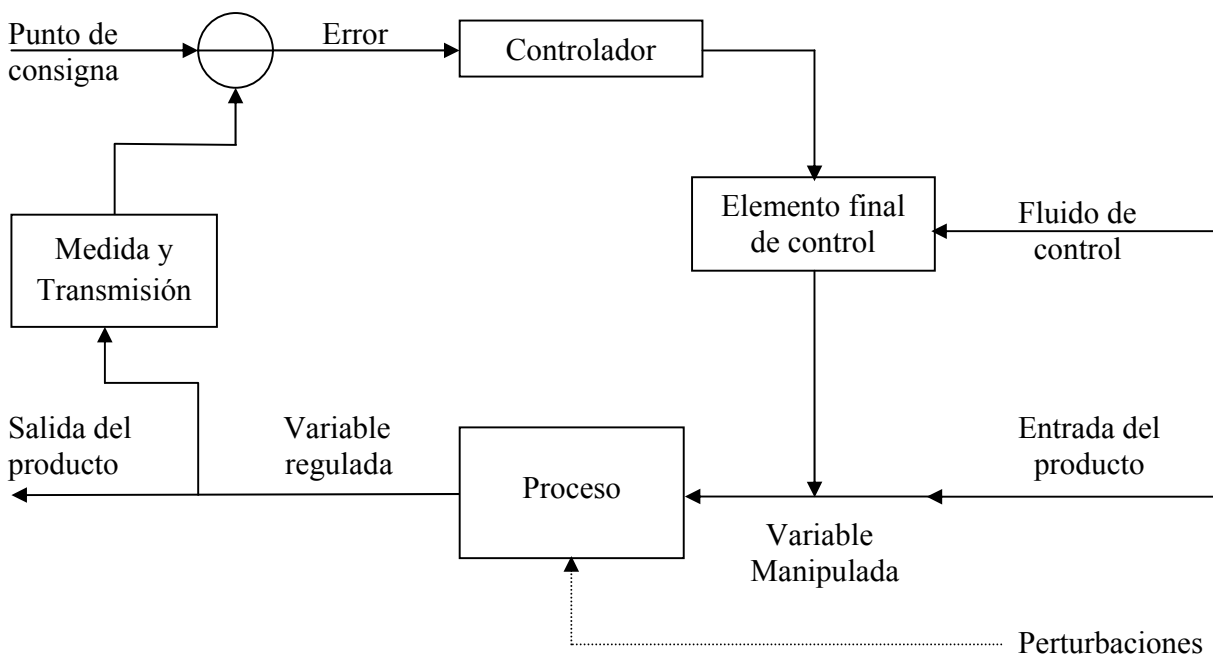 Punto de
consigna
Error
Controlador
Elemento final
de control
Fluido de
control
Medida y
Transmisión
Salida del
producto
Variable
regulada
Proceso
Entrada del
producto
Variable
Manipulada
Perturbaciones